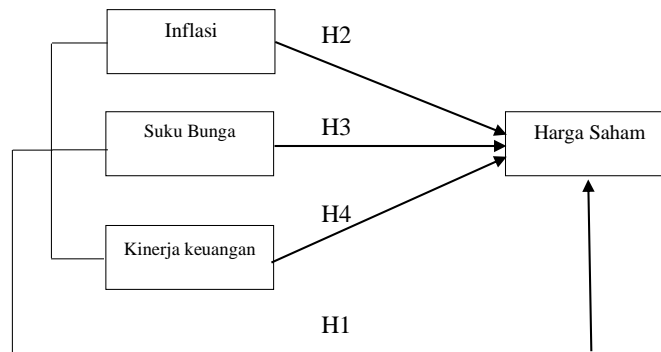 Inflasi
H2
Suku Bunga
H3
Harga Saham
H4
Kinerja keuangan
H1